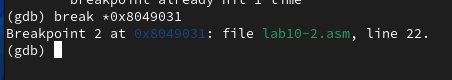 breakpoint already hit 1 time
(gdb) break *0x8049031
Breakpoint 2 at 0x8049031: file lab10-2.asm, line 22.
(gdb)